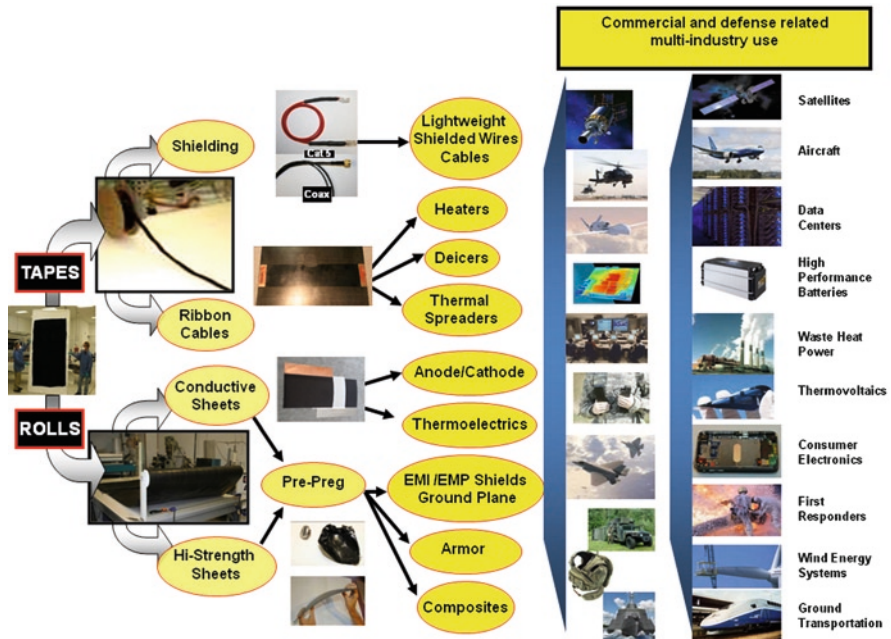 Commercial and defense related
multi-industry use
Shielding
Cat 5
Coax
Lightweight
Shielded Wires
Cables
TAPES
Ribbon
Cables
Heaters
Deicers
Thermal
Spreaders
ROLLS
Conductive
Sheets
Hi-Strength
Sheets
Anode/Cathode
Thermoelectrics
Pre-Preg
EMI /EMP Shields
Ground Plane
Armor
Composites
Satellites
Aircraft
Data
Centers
High
Performance
Batteries
Waste Heat
Power
Thermovoltaics
Consumer
Electronics
First
Responders
Wind Energy
Systems
Ground
Transportation